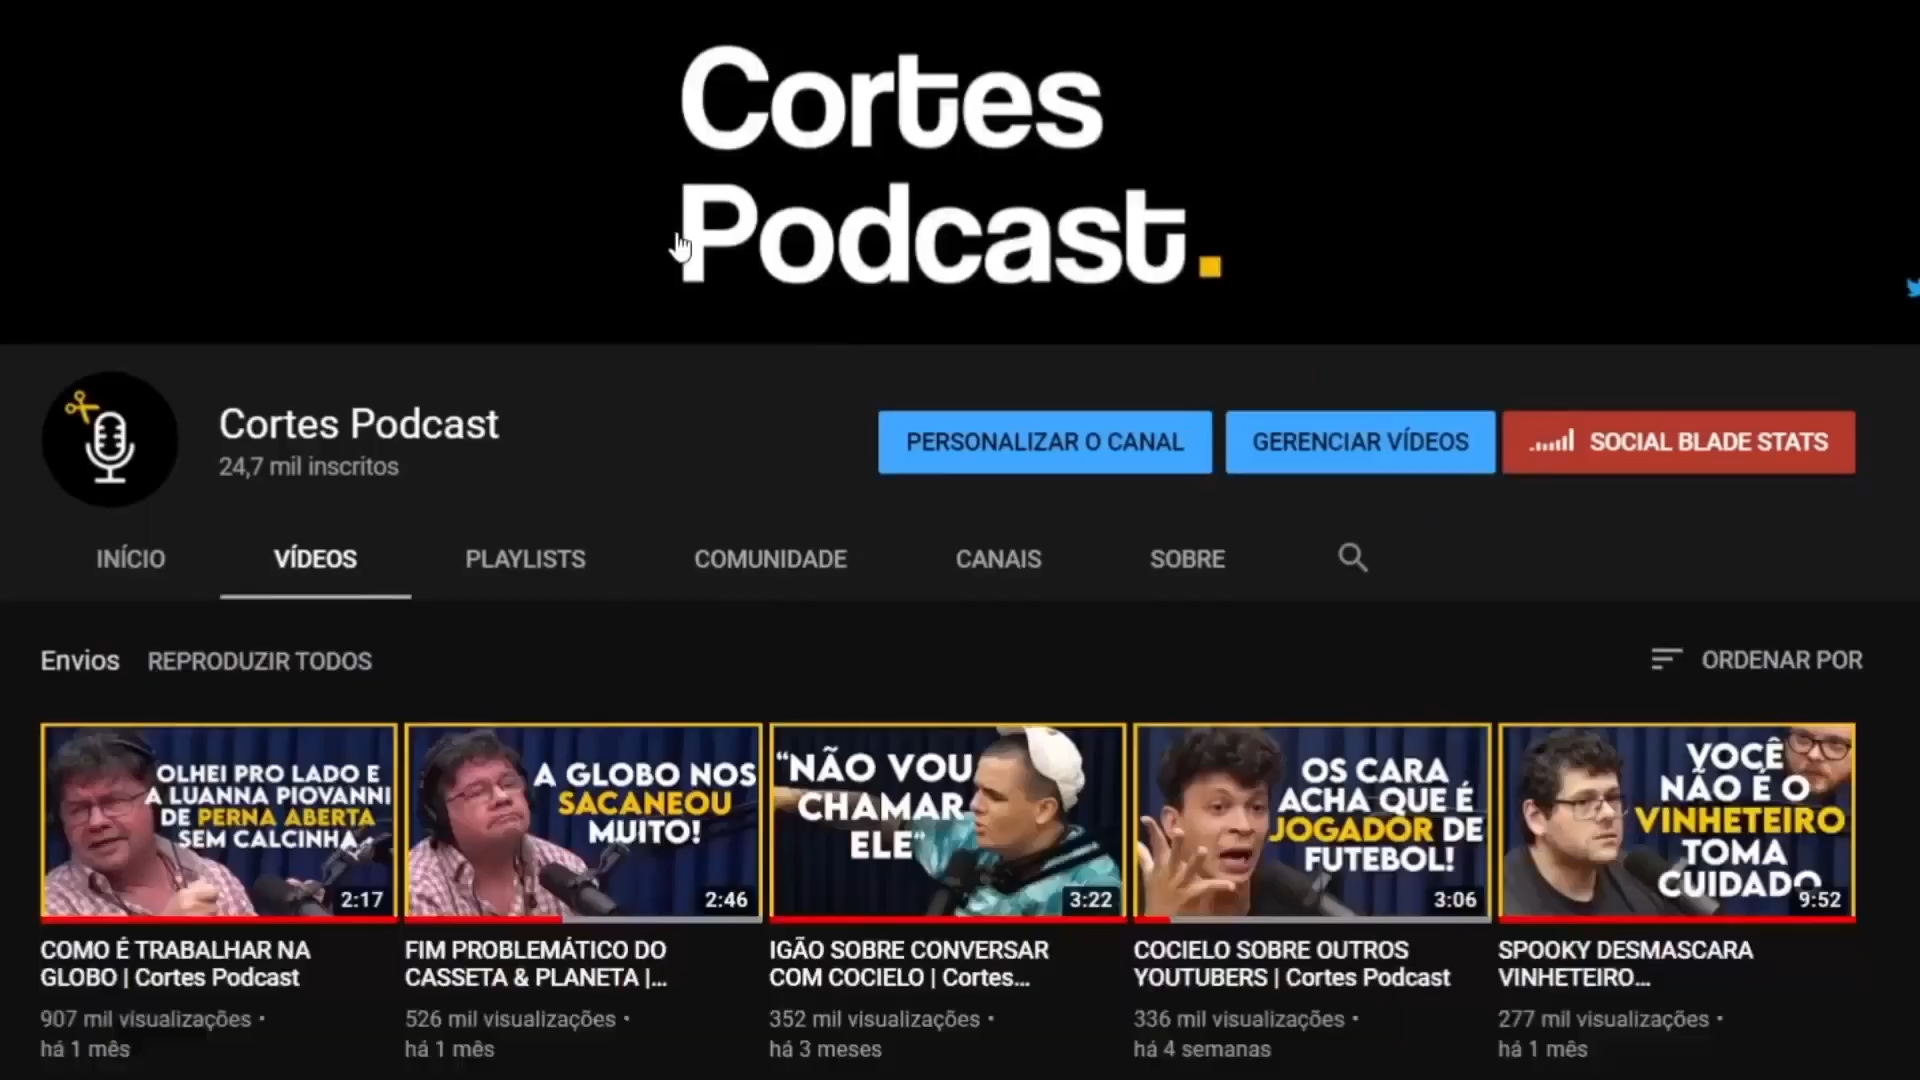 Cortes
Podcast.
Cortes Podcast
24,7 mil inscritos
PERSONALIZAR O CANAL
GERENCIAR VÍDEOS
SOCIAL BLADE STATS
INÍCIO
VÍDEOS
PLAYLISTS
COMUNIDADE
CANAIS
SOBRE
Envios
REPRODUZIR TODOS
ORDENAR POR
OLHEI PRO LADO E
A LUANNA PIOVANNI
DE PERNA ABERTA
SEM CALCINHA
2:17
A GLOBO NOS
SACANEOU
MUITO!
2:46
“NÃO VOU
CHAMAR
ELE“
3:22
OS CARA
ACHA QUE É
JOGADOR DE
FUTEBOL!
3:06
VOCÊ
NÃO É O
VINHETEIRO
TOMA
CUIDADO
9:52
COMO É TRABALHAR NA
GLOBO | Cortes Podcast
907 mil visualizações •
há 1 mês
FIM PROBLEMÁTICO DO
CASSETA & PLANETA |...
526 mil visualizações •
há 1 mês
IGÃO SOBRE CONVERSAR
COM COCIELO | Cortes...
352 mil visualizações •
há 3 meses
COCIELO SOBRE OUTROS
YOUTUBERS | Cortes Podcast
336 mil visualizações •
há 4 semanas
SPOOKY DESMASCARA
VINHETEIRO...
277 mil visualizações •
há 1 mês